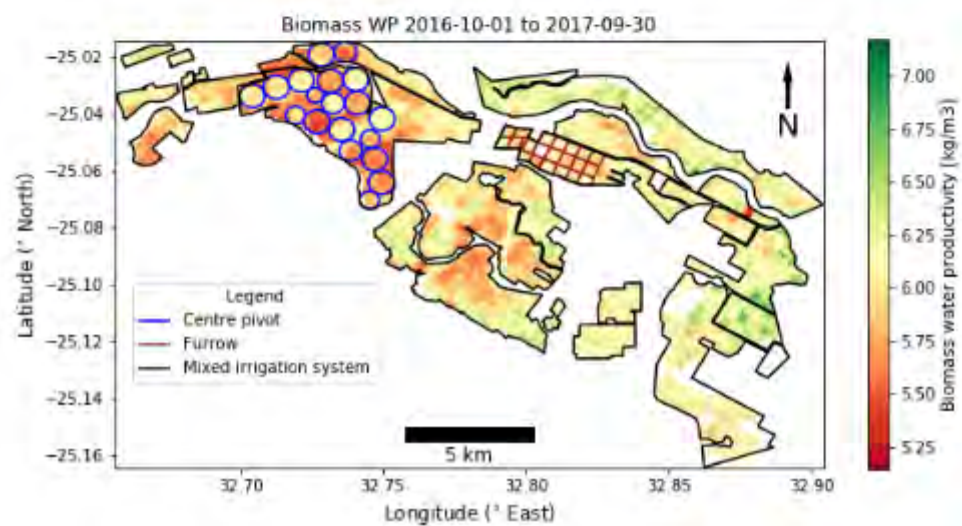 Biomass WP 2016-10-01 to 2017-09-30
−25.02
−25.04
−25.06
−25.08
−25.10
−25.12
−25.14
−25.16
Latitude (° North)
N
Legend
Centre pivot
Furrow
Mixed irrigation system
5 km
32.70
32.75
32.80
32.85
32.90
Longitude (° East)
7.00
6.75
6.50
6.25
6.00
5.75
5.50
5.25
Biomass water productivity [kg/m3]